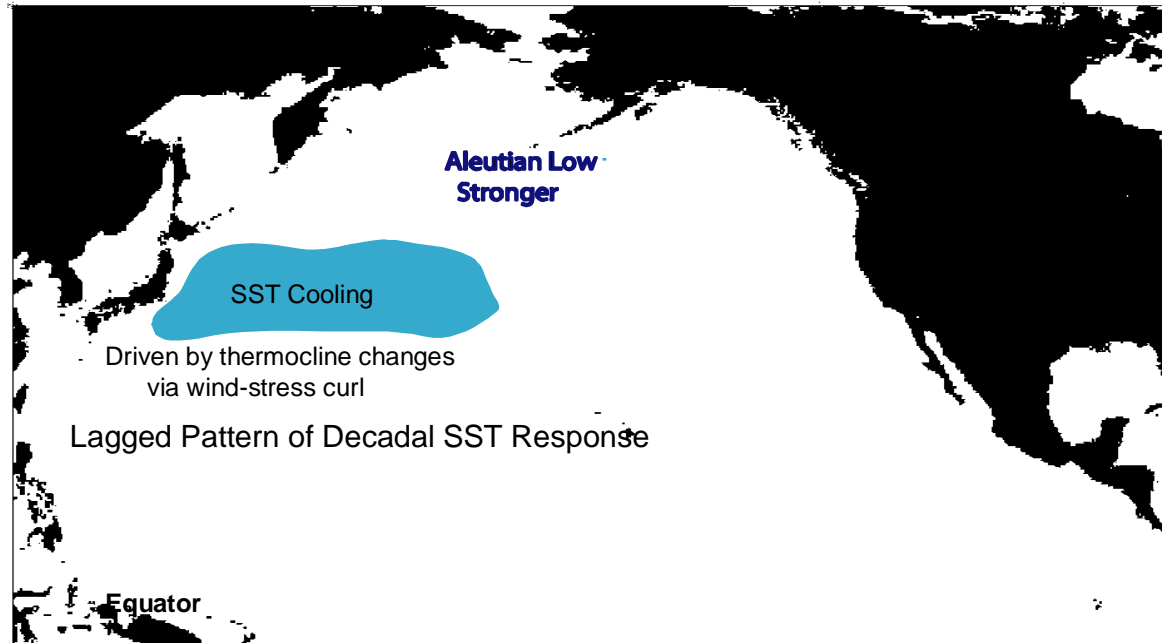 Aleutian Low
Stronger
SST Cooling
Driven by thermocline changes
via wind-stress curl
Lagged Pattern of Decadal SST Response
Equator